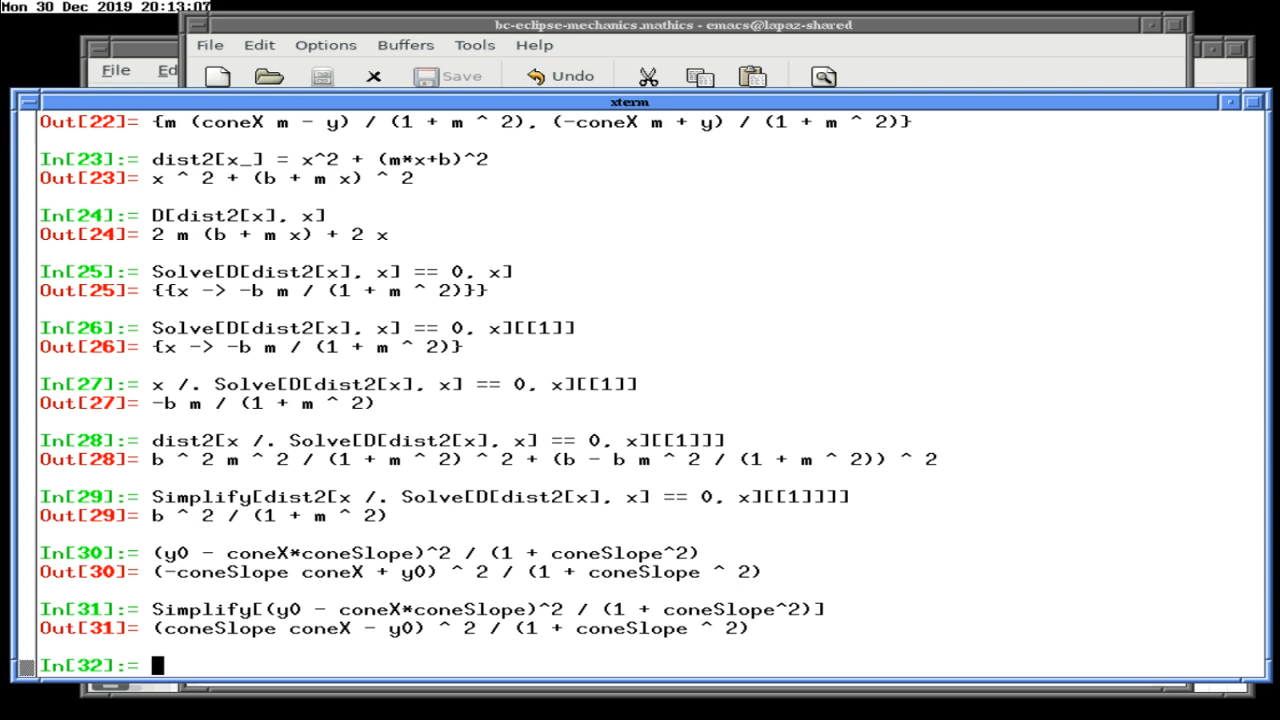 Mon 30 Dec 2019 20:13:07
bc-eclipse-mechanics.mathics - emacs@lapaz-shared
File Edit Options Buffers Tools Help
File Ed
Save Undo
xterm
Out[22]= {m (coneX m - y) / (1 + m ^ 2), (-coneX m + y) / (1 + m ^ 2)}
In[23]:= dist2[x_] = x^2 + (m*x+b)^2
Out[23]= x ^ 2 + (b + m x) ^ 2
In[24]:= D[dist2[x], x]
Out[24]= 2 m (b + m x) + 2 x
In[25]:= Solve[D[dist2[x], x] == 0, x]
Out[25]= {{x -> -b m / (1 + m ^ 2)}}
In[26]:= Solve[D[dist2[x], x] == 0, x][[1]]
Out[26]= {x -> -b m / (1 + m ^ 2)}
In[27]:= x /. Solve[D[dist2[x], x] == 0, x][[1]]
Out[27]= -b m / (1 + m ^ 2)
In[28]:= dist2[x /. Solve[D[dist2[x], x] == 0, x][[1]]]
Out[28]= b ^ 2 m ^ 2 / (1 + m ^ 2) ^ 2 + (b - b m ^ 2 / (1 + m ^ 2)) ^ 2
In[29]:= Simplify[dist2[x /. Solve[D[dist2[x], x] == 0, x][[1]]]]
Out[29]= b ^ 2 / (1 + m ^ 2)
In[30]:= (y0 - coneX*coneSlope)^2 / (1 + coneSlope^2)
Out[30]= (-coneSlope coneX + y0) ^ 2 / (1 + coneSlope ^ 2)
In[31]:= Simplify[(y0 - coneX*coneSlope)^2 / (1 + coneSlope^2)]
Out[31]= (coneSlope coneX - y0) ^ 2 / (1 + coneSlope ^ 2)
In[32]:=